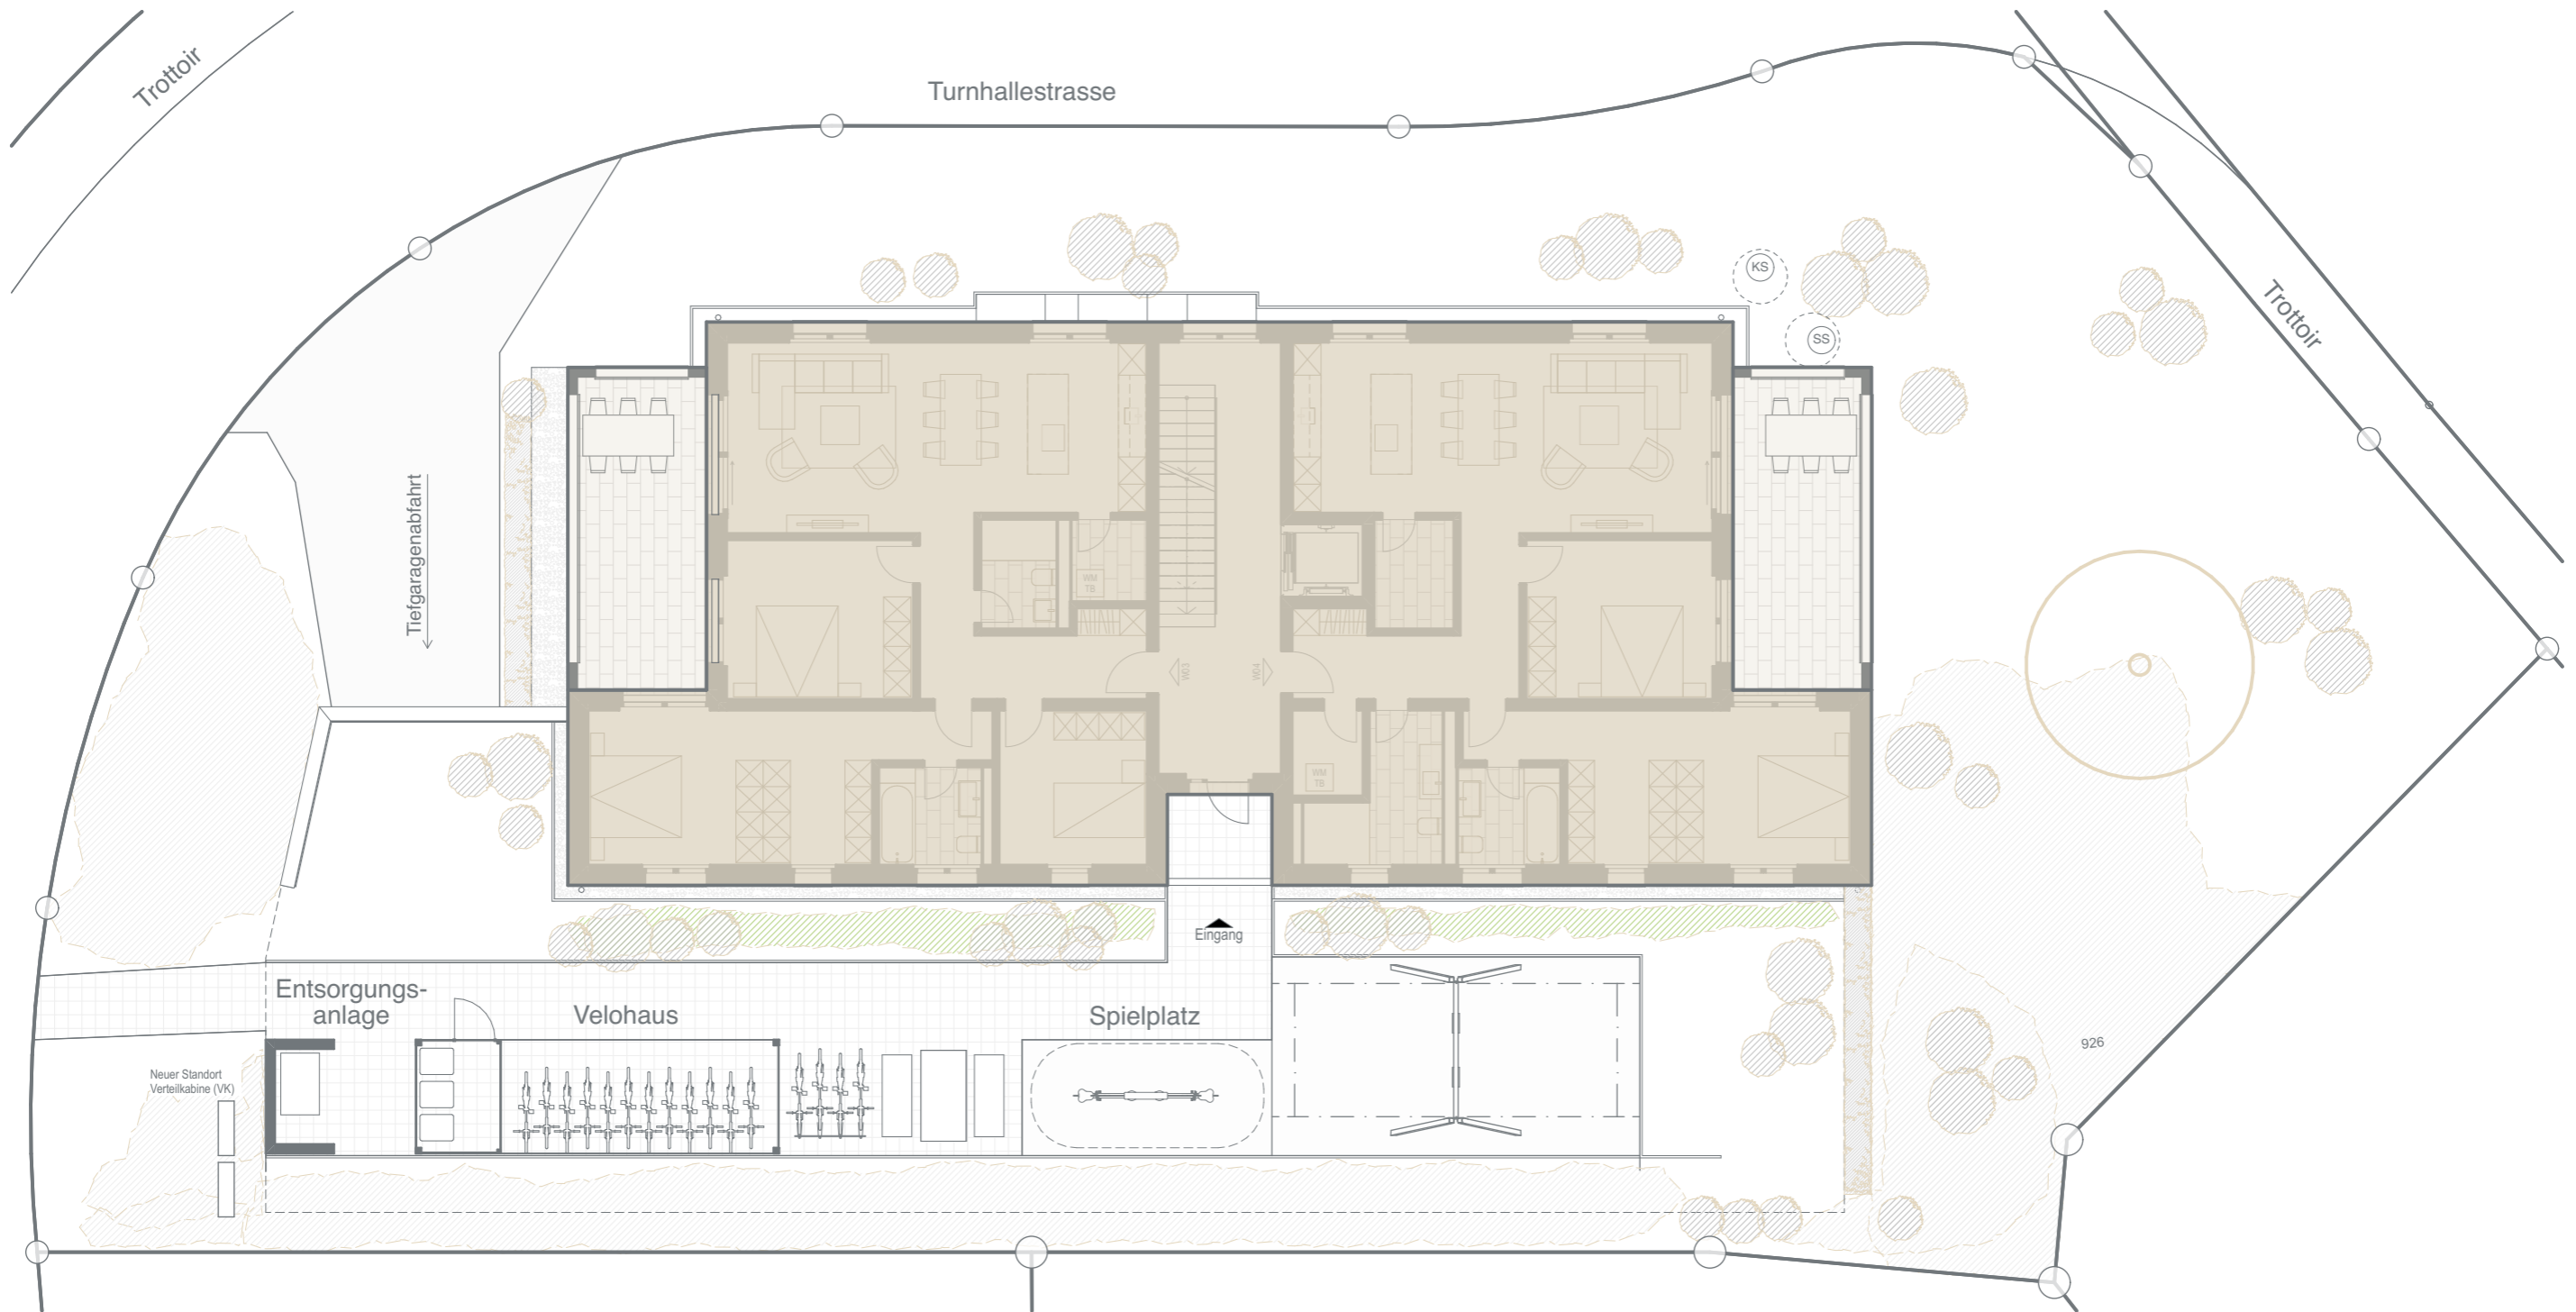 Trottoir
Turnhallestrasse
KS
SS
Trottoir
Tiefgaragenabfahrt
WM
TB
W03
W04
WM
TB
Eingang
Entsorgungs-
anlage
Velohaus
Spielplatz
Neuer Standort
Verteilkabine (VK)
926